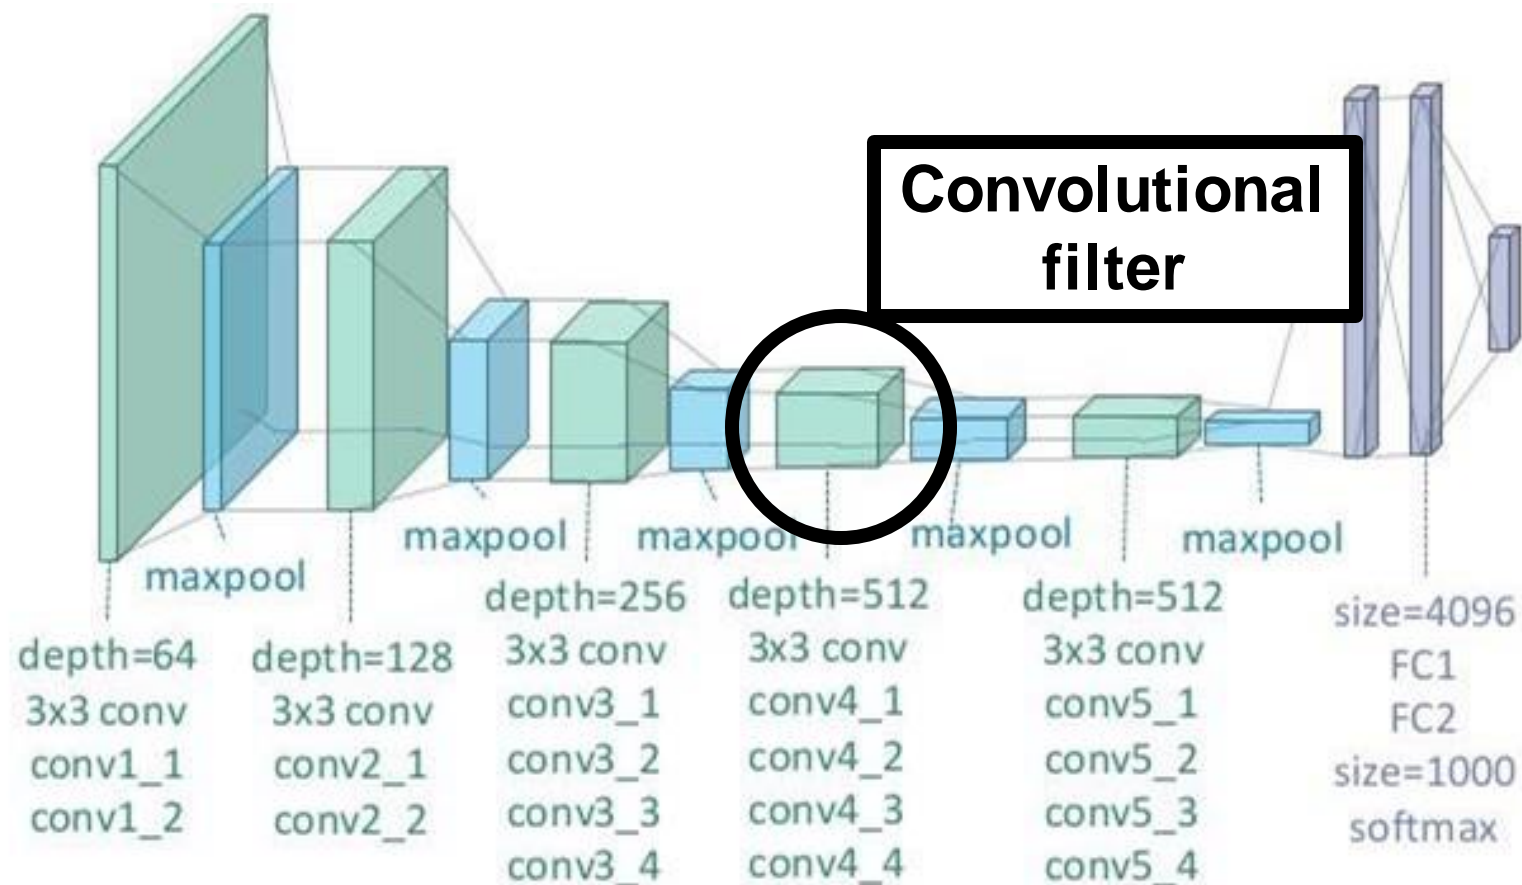 Convolutional
filter
maxpool
maxpool
maxpool
maxpool
maxpool
depth=64
3x3 conv
conv1_1
conv1_2
depth=128
3x3 conv
conv2_1
conv2_2
depth=256
3x3 conv
conv3_1
conv3_2
conv3_3
conv3_4
depth=512
3x3 conv
conv4_1
conv4_2
conv4_3
conv4_4
depth=512
3x3 conv
conv5_1
conv5_2
conv5_3
conv5_4
size=4096
FC1
FC2
size=1000
softmax